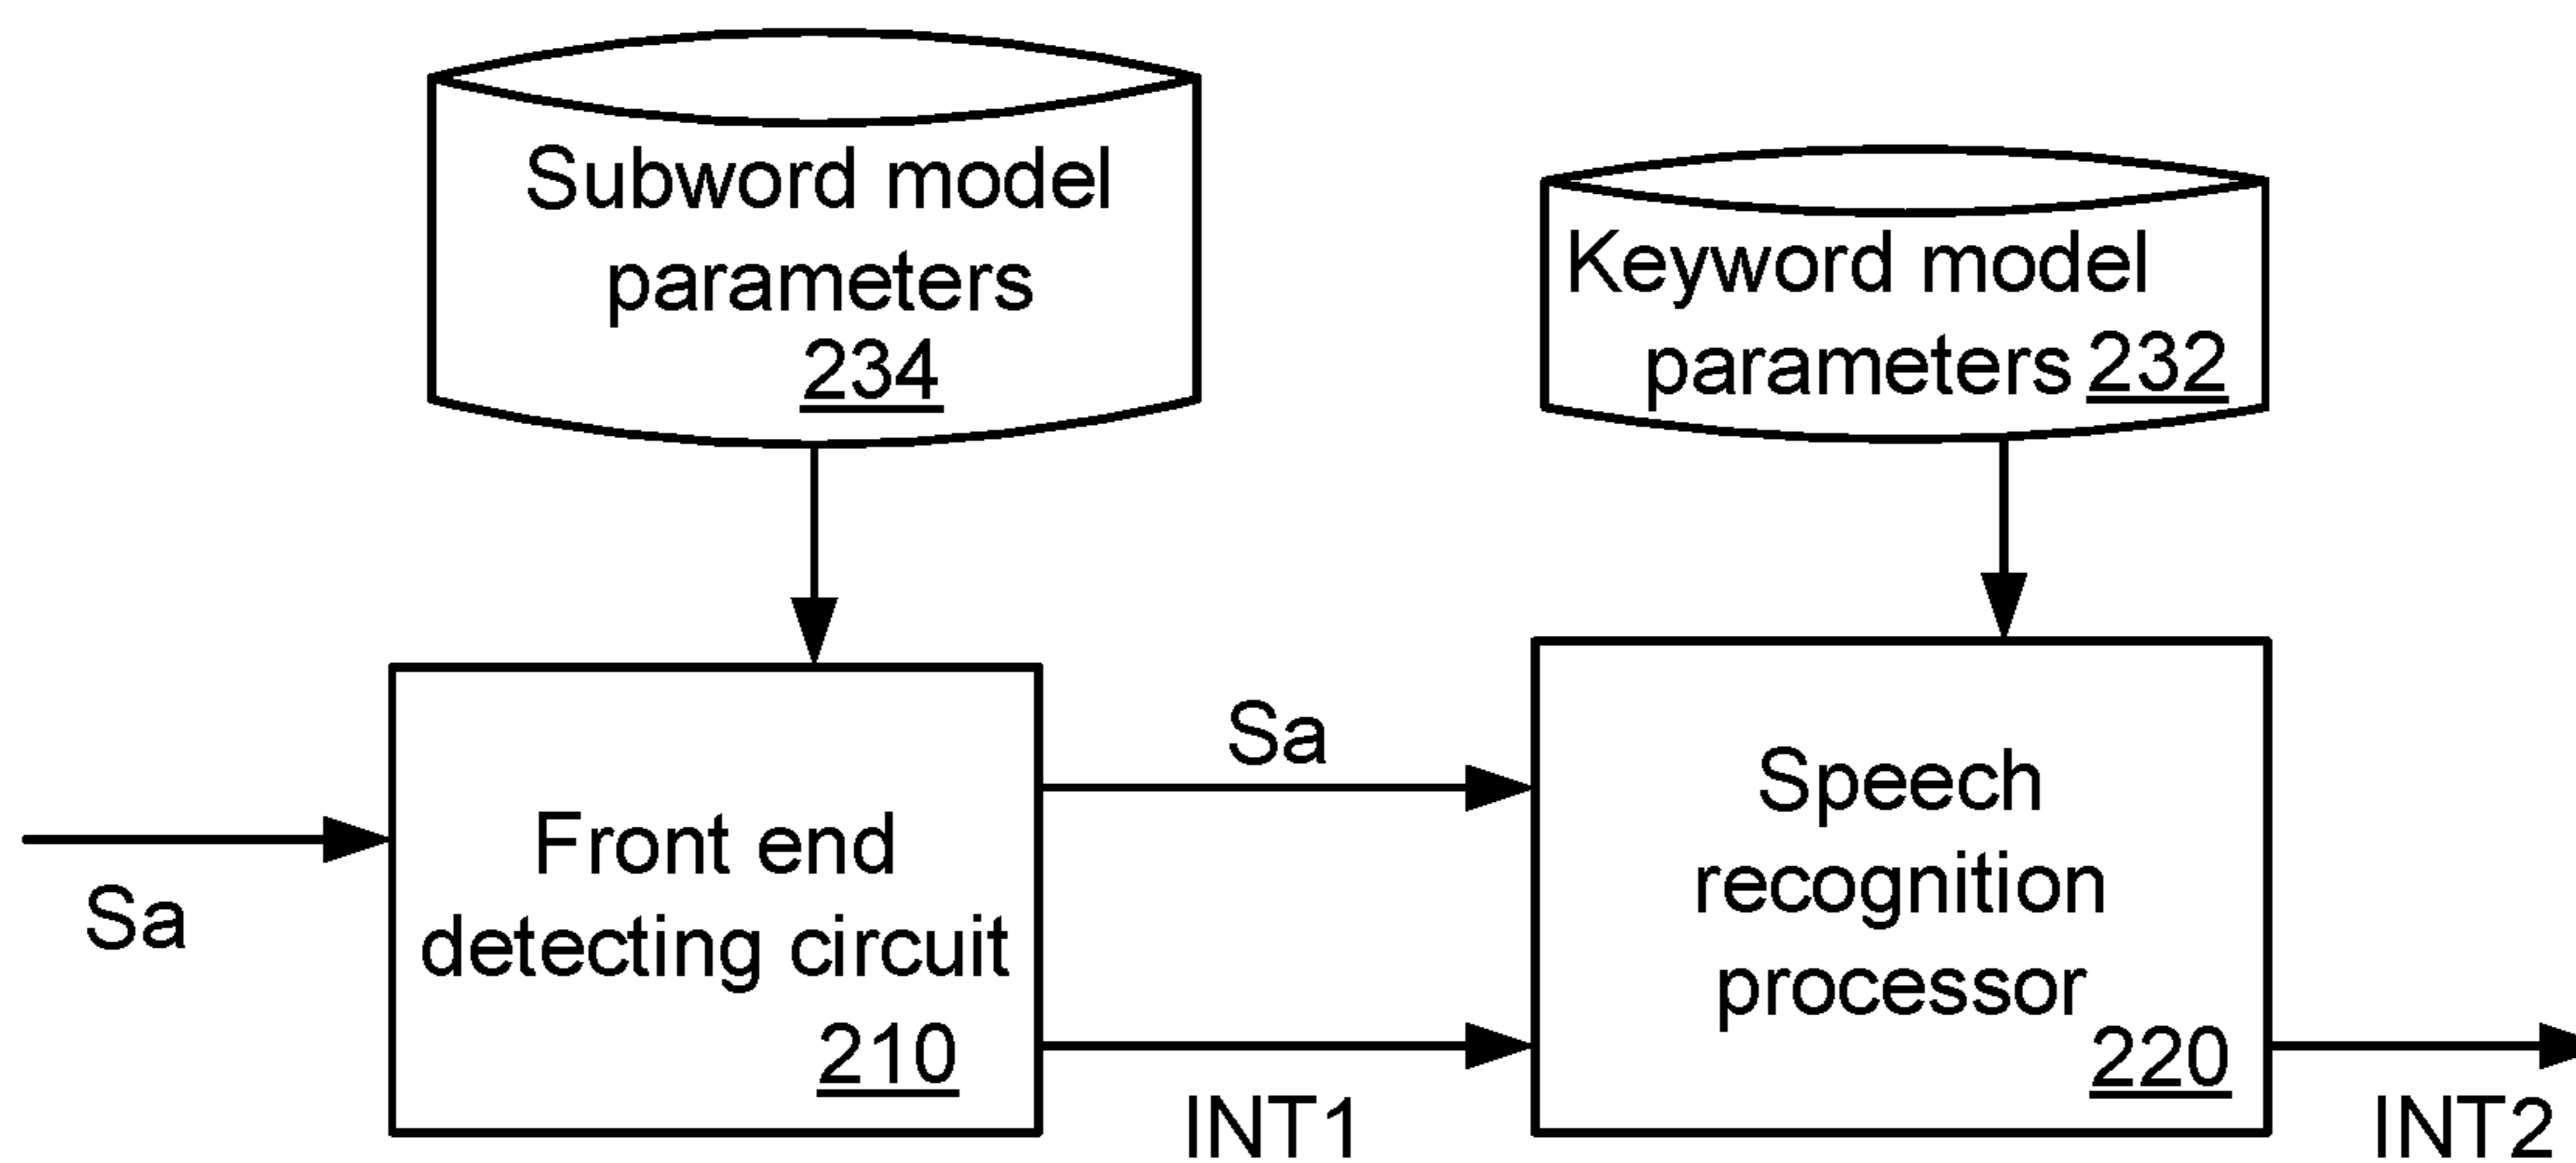 Subword model
parameters
234
Keyword model
parameters 232
Sa
Front end
detecting circuit
210
Sa
INT1
Speech
recognition
processor
220
INT2